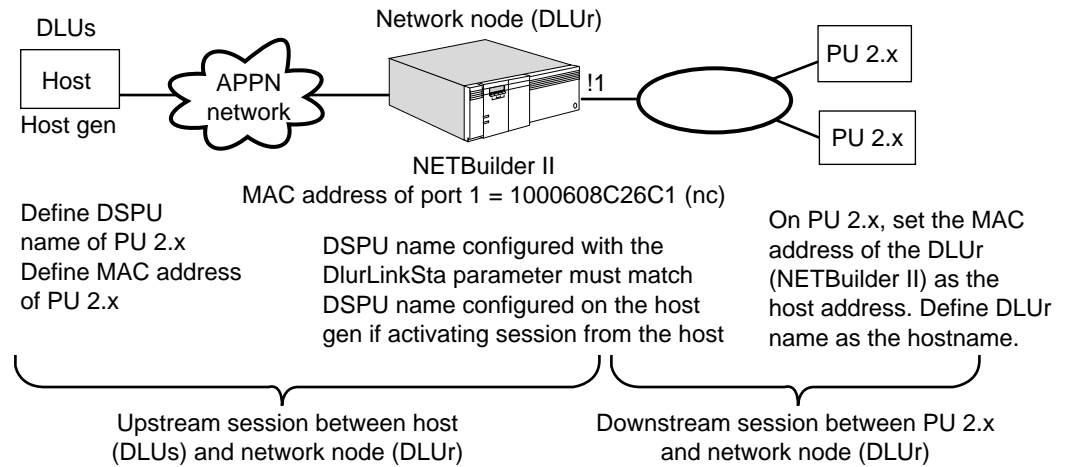 Network node (DLUr)
DLUs
Host
Host gen
APPN
network
!1
PU 2.x
PU 2.x
NETBuilder II
MAC address of port 1 = 1000608C26C1 (nc)
Define DSPU
name of PU 2.x
Define MAC address
of PU 2.x
DSPU name configured with the
DlurLinkSta parameter must match
DSPU name configured on the host
gen if activating session from the host
On PU 2.x, set the MAC
address of the DLUr
(NETBuilder II) as the
host address. Define DLUr
name as the hostname.
Upstream session between host
(DLUs) and network node (DLUr)
Downstream session between PU 2.x
and network node (DLUr)